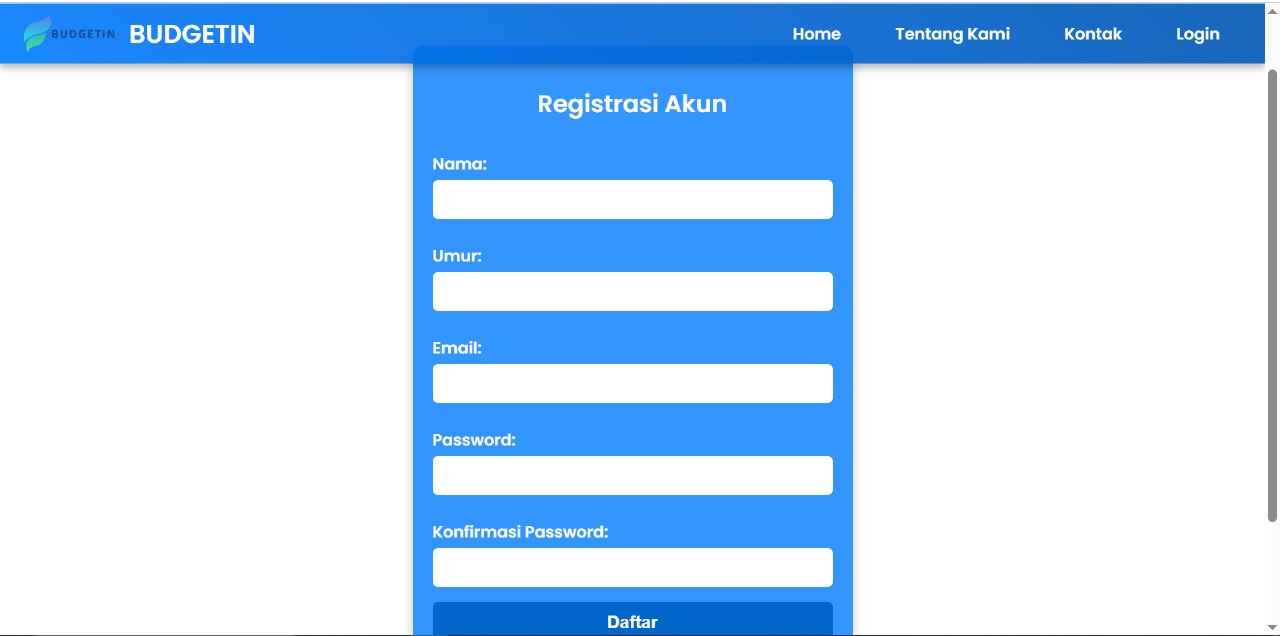 BUDGETIN BUDGETIN Home Tentang Kami Kontak Login
Registrasi Akun
Nama:
Umur:
Email:
Password:
Konfirmasi Password:
Daftar